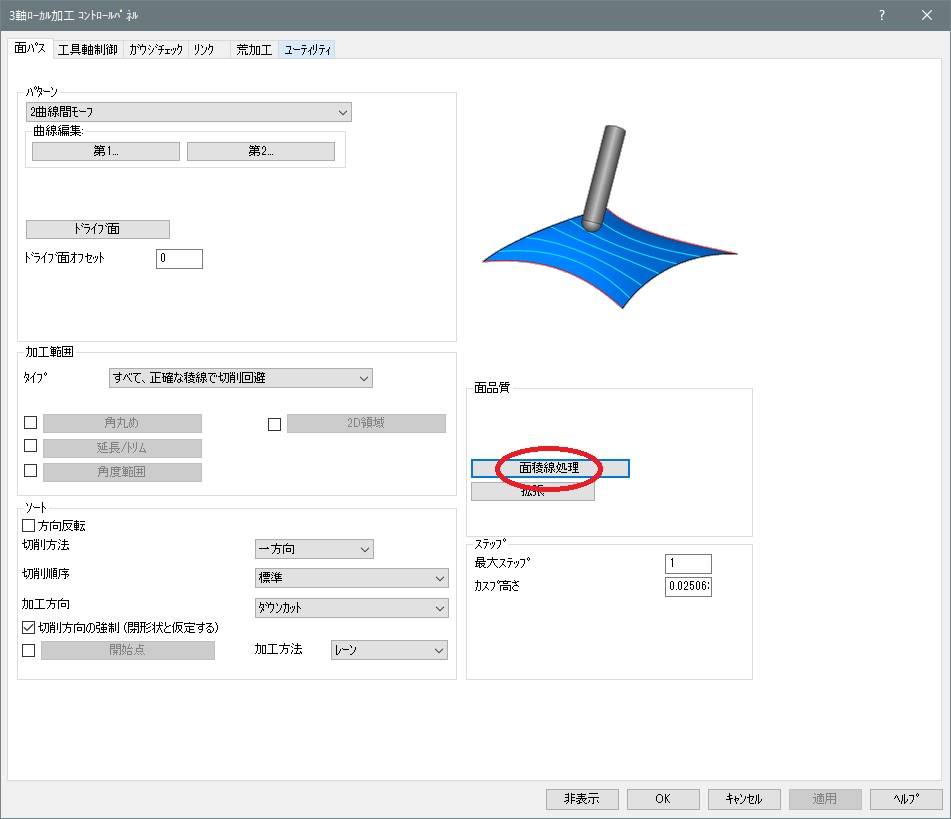 3軸ﾛｰｶﾙ加工 ｺﾝﾄﾛｰﾙﾊﾟﾈﾙ
?
面ﾊﾟｽ 工具軸制御 ｶﾞｳｼﾞﾁｪｯｸ ﾘﾝｸ 荒加工 ﾕｰﾃｨﾘﾃｨ
ﾊﾟﾀｰﾝ
2曲線間ﾓｰﾌ
曲線編集:
第1... 第2...
ﾄﾞﾗｲﾌﾞ面
ﾄﾞﾗｲﾌﾞ面ｵﾌｾｯﾄ 0
加工範囲
ﾀｲﾌﾟ すべて、正確な稜線で切削回避
角丸め 2D領域
延長/ﾄﾘﾑ
角度範囲
面品質
面稜線処理
拡張
ｿｰﾄ
方向反転
切削方法 一方向
切削順序 標準
加工方向 ﾀﾞｳﾝｶｯﾄ
切削方向の強制 (閉形状と仮定する)
開始点 加工方法 ﾚｰﾝ
ｽﾃｯﾌﾟ
最大ｽﾃｯﾌﾟ 1
ｶｽﾌﾟ高さ 0.02506
非表示 OK ｷｬﾝｾﾙ 適用 ﾍﾙﾌﾟ